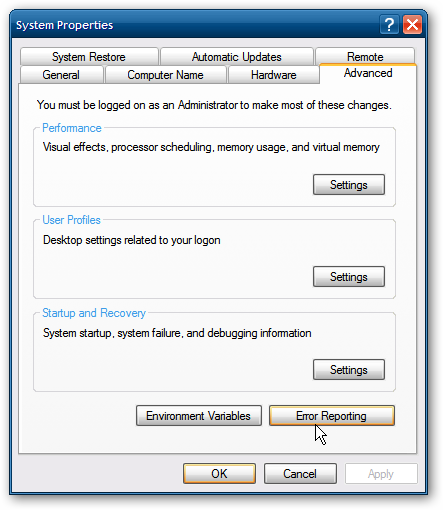 System Properties
System Restore Automatic Updates Remote
General Computer Name Hardware Advanced
You must be logged on as an Administrator to make most of these changes.
Performance
Visual effects, processor scheduling, memory usage, and virtual memory
Settings
User Profiles
Desktop settings related to your logon
Settings
Startup and Recovery
System startup, system failure, and debugging information
Settings
Environment Variables Error Reporting
OK Cancel Apply